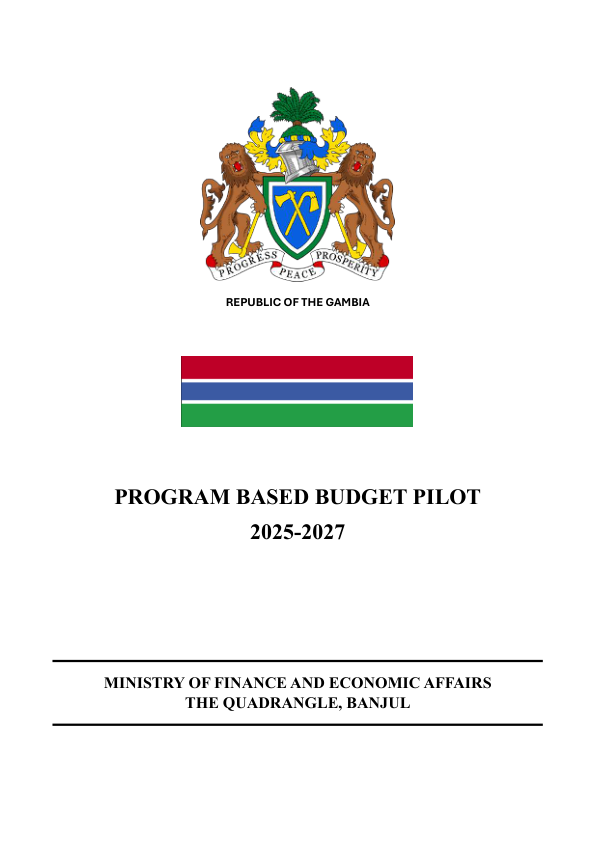 PROGRESS
PEACE
PROSPERITY
REPUBLIC OF THE GAMBIA
PROGRAM BASED BUDGET PILOT
2025-2027
MINISTRY OF FINANCE AND ECONOMIC AFFAIRS
THE QUADRANGLE, BANJUL